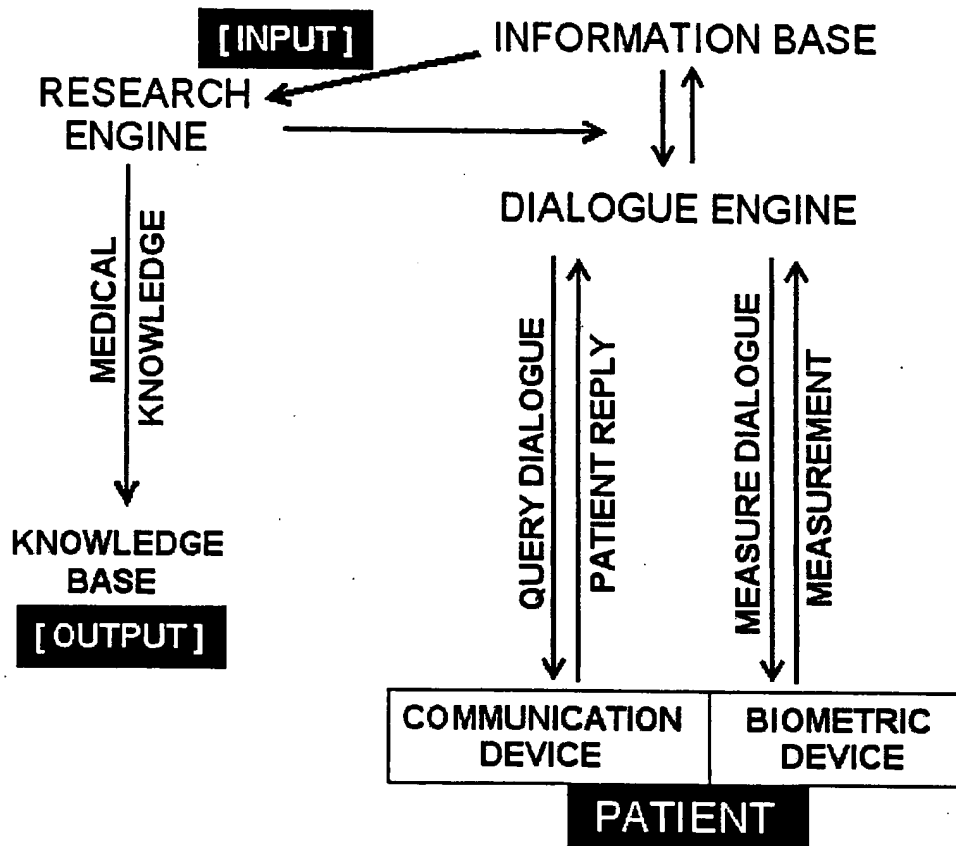 [ INPUT ]
INFORMATION BASE
RESEARCH
ENGINE
DIALOGUE ENGINE
MEDICAL
KNOWLEDGE
QUERY DIALOGUE
PATIENT REPLY
MEASURE DIALOGUE
MEASUREMENT
KNOWLEDGE
BASE
[ OUTPUT ]
COMMUNICATION
DEVICE
BIOMETRIC
DEVICE
PATIENT